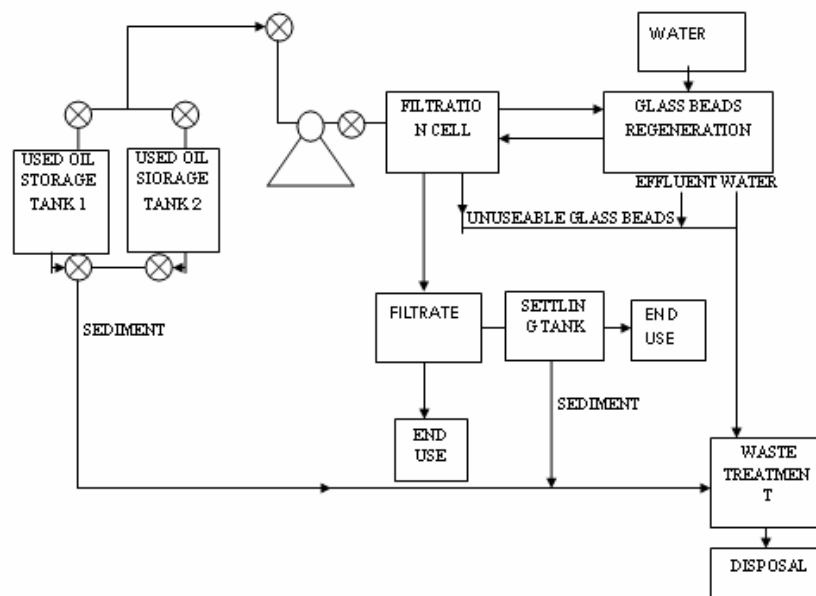 WATER
FILTRATIO
N CELL
GLASS BEADS
REGENERATION
USED OIL
STORAGE
TANK 1
USED OIL
SIORAGE
TANK 2
EFFLUENT WATER
UNUSEABLE GLASS BEADS
FILTRATE
SETTLIN
G TANK
END
USE
SEDIMENT
SEDIMENT
END
USE
WASTE
TREATMEN
T
DISPOSAL